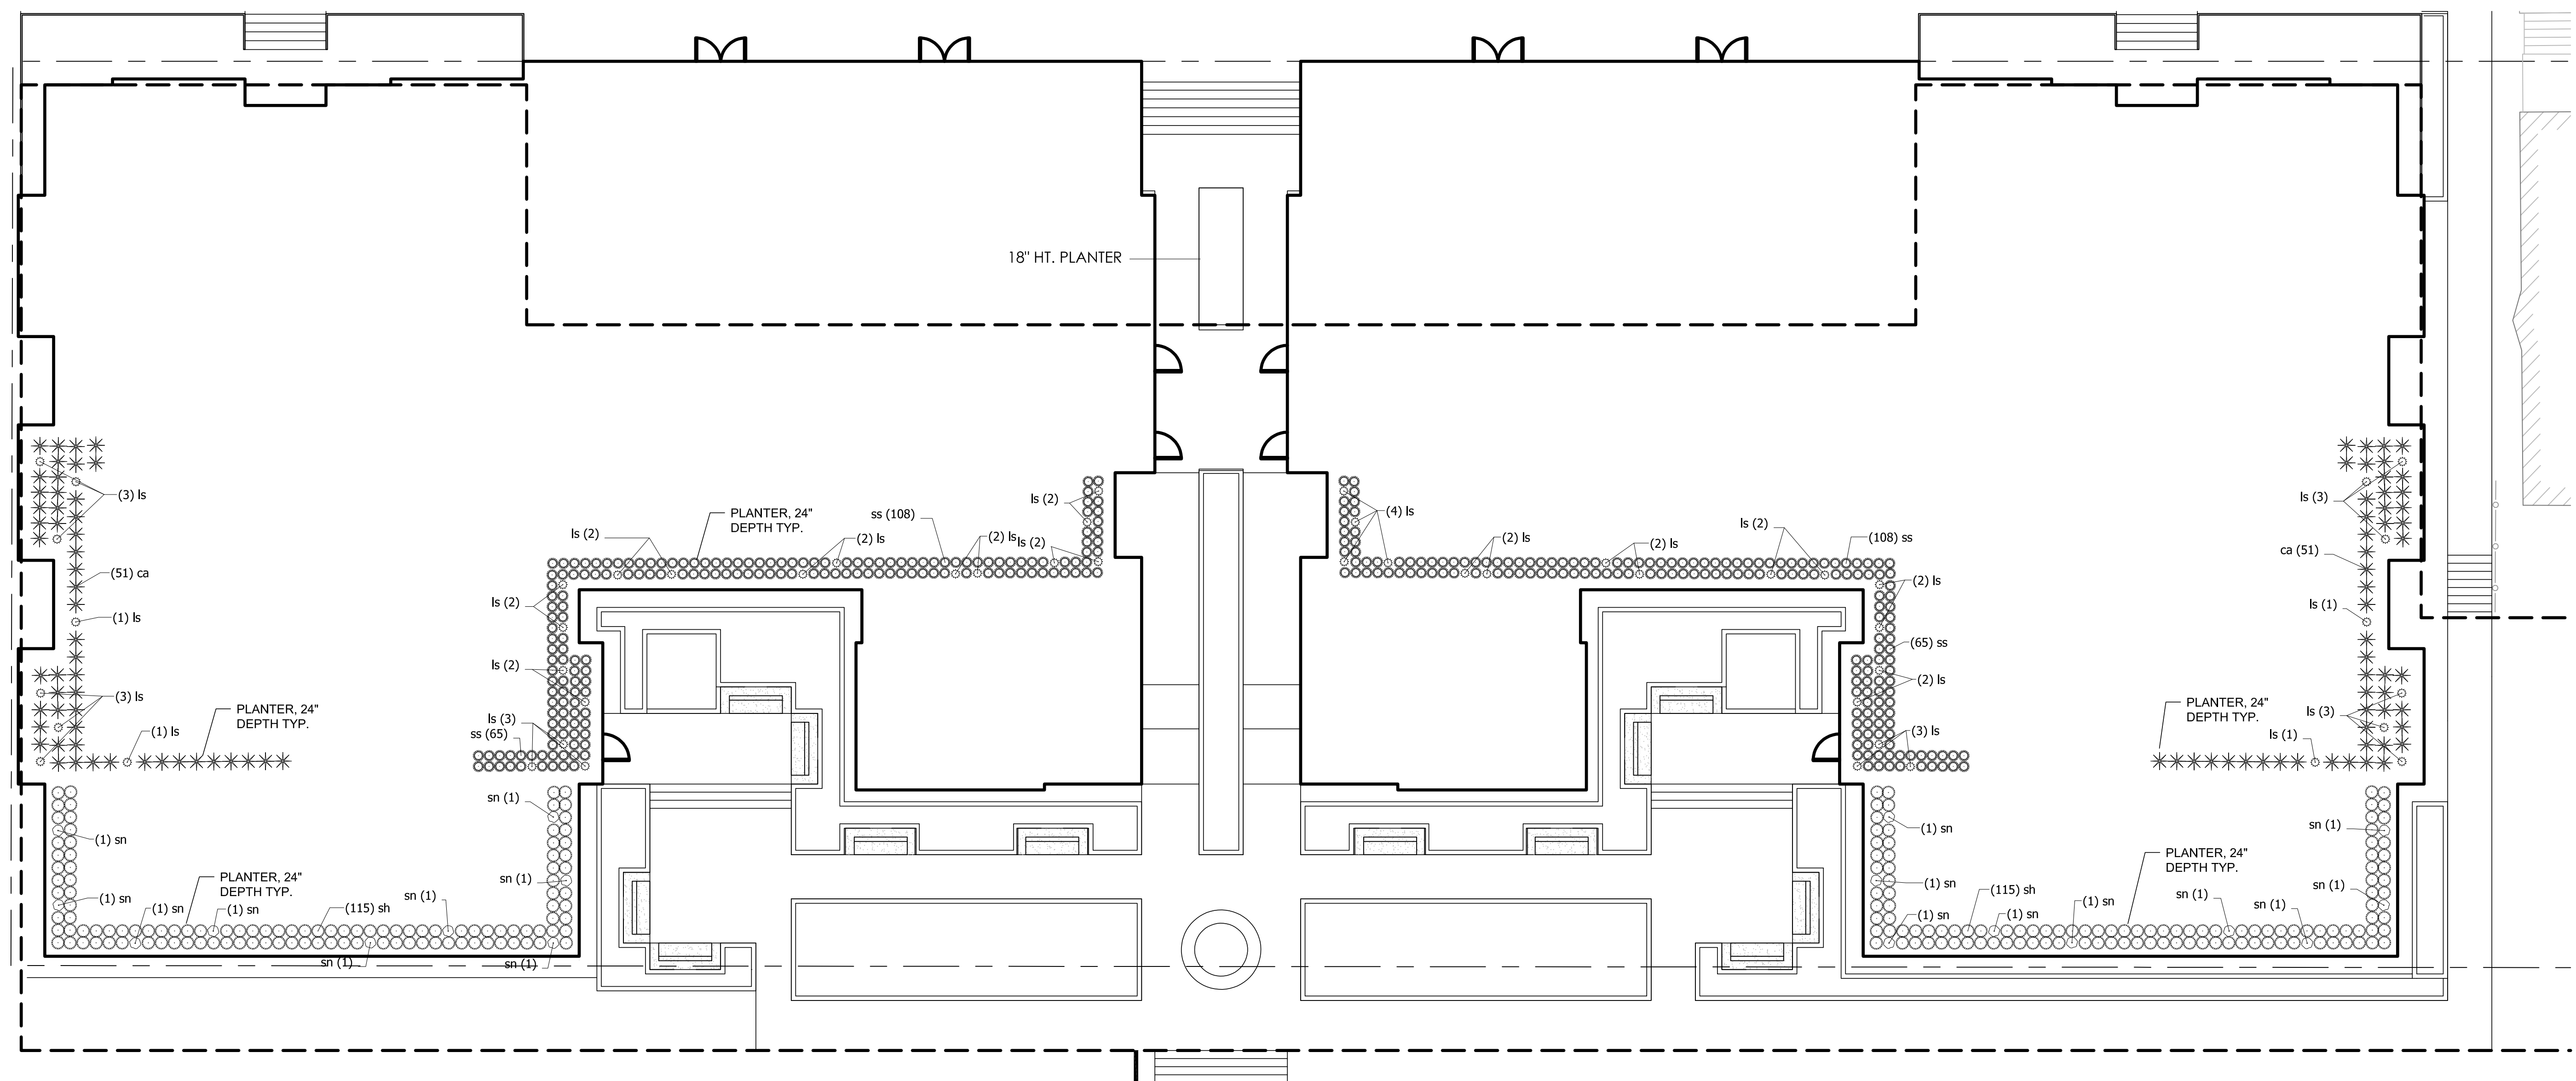 18" HT. PLANTER
(3) ls
ls (2)
ls (3)
PLANTER, 24"
DEPTH TYP.
ss (108)
ls (2)
(2) ls
(2) ls
ls (2)
(4) ls
(2) ls
(2) ls
ls (2)
(108) ss
ca (51)
(51) ca
ls (2)
(2) ls
(1) ls
ls (2)
ls (1)
(65) ss
(3) ls
ls (2)
(2) ls
PLANTER, 24"
DEPTH TYP.
PLANTER, 24"
DEPTH TYP.
ls (3)
(1) ls
ls (3)
ss (65)
(3) ls
ls (1)
sn (1)
(1) sn
(1) sn
sn (1)
PLANTER, 24"
DEPTH TYP.
sn (1)
(1) sn
PLANTER, 24"
DEPTH TYP.
sn (1)
(1) sn
(1) sn
(1) sn
(115) sh
sn (1)
(1) sn
(115) sh
(1) sn
(1) sn
sn (1)
sn (1)
sn (1)
sn (1)